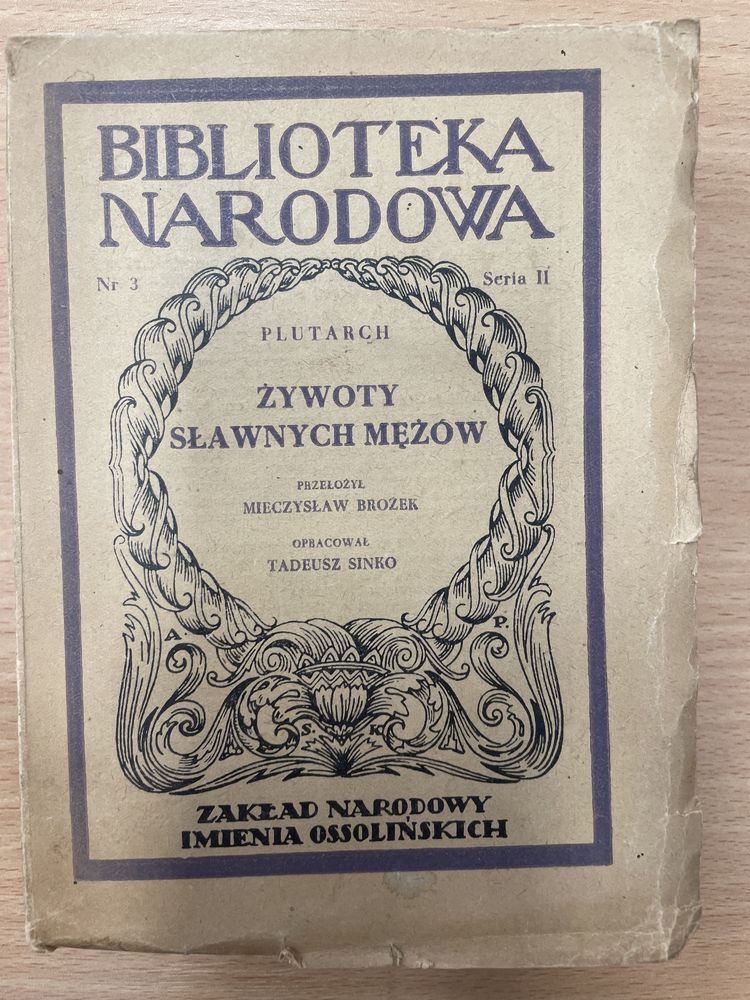 BIBLIOTEKA
NARODOWA
Nr 3 Seria II
PLUTARCH
ŻYWOTY
SŁAWNYCH MĘŻÓW
PRZEŁOŻYŁ
MIECZYSŁAW BROŻEK
OPRACOWAŁ
TADEUSZ SINKO
A. P.
S. K.
ZAKŁAD NARODOWY
IMIENIA OSSOLIŃSKICH